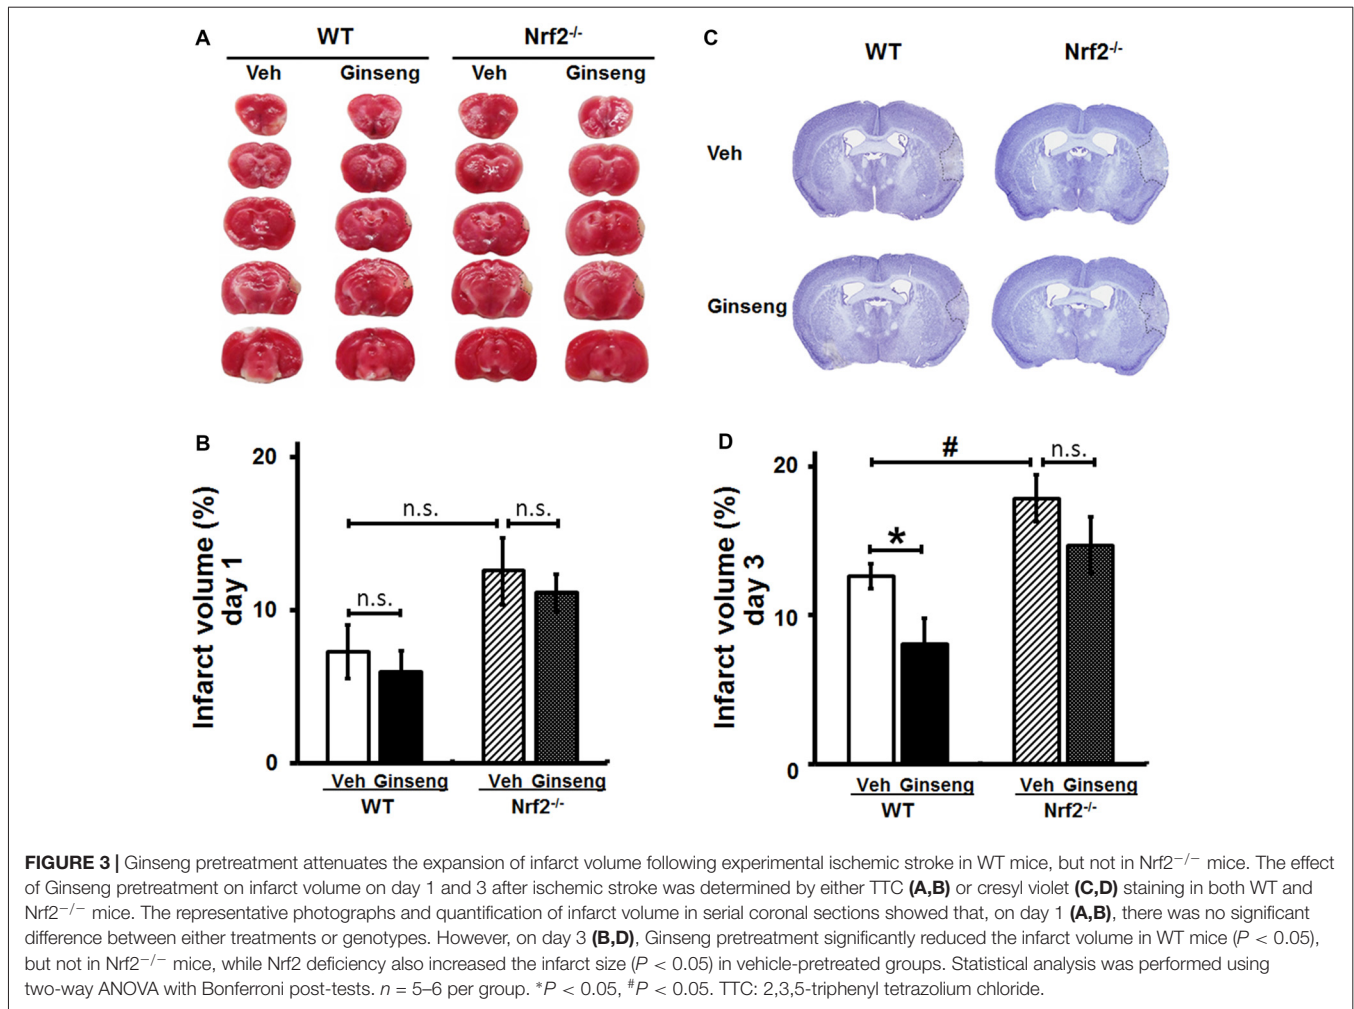 A
WT
Nrf2-/-
Veh
Ginseng
Veh
Ginseng
C
WT
Nrf2-/-
Veh
Ginseng
B
Infarct volume (%)
day 1
20
10
0
n.s.
n.s.
n.s.
Veh Ginseng
WT
Veh Ginseng
Nrf2-/-
D
Infarct volume (%)
day 3
20
10
0
#
n.s.
*
Veh Ginseng
WT
Veh Ginseng
Nrf2-/-
FIGURE 3 | Ginseng pretreatment attenuates the expansion of infarct volume following experimental ischemic stroke in WT mice, but not in Nrf2−/− mice. The effect
of Ginseng pretreatment on infarct volume on day 1 and 3 after ischemic stroke was determined by either TTC (A,B) or cresyl violet (C,D) staining in both WT and
Nrf2−/− mice. The representative photographs and quantification of infarct volume in serial coronal sections showed that, on day 1 (A,B), there was no significant
difference between either treatments or genotypes. However, on day 3 (B,D), Ginseng pretreatment significantly reduced the infarct volume in WT mice (P < 0.05),
but not in Nrf2−/− mice, while Nrf2 deficiency also increased the infarct size (P < 0.05) in vehicle-pretreated groups. Statistical analysis was performed using
two-way ANOVA with Bonferroni post-tests. n = 5–6 per group. *P < 0.05, #P < 0.05. TTC: 2,3,5-triphenyl tetrazolium chloride.